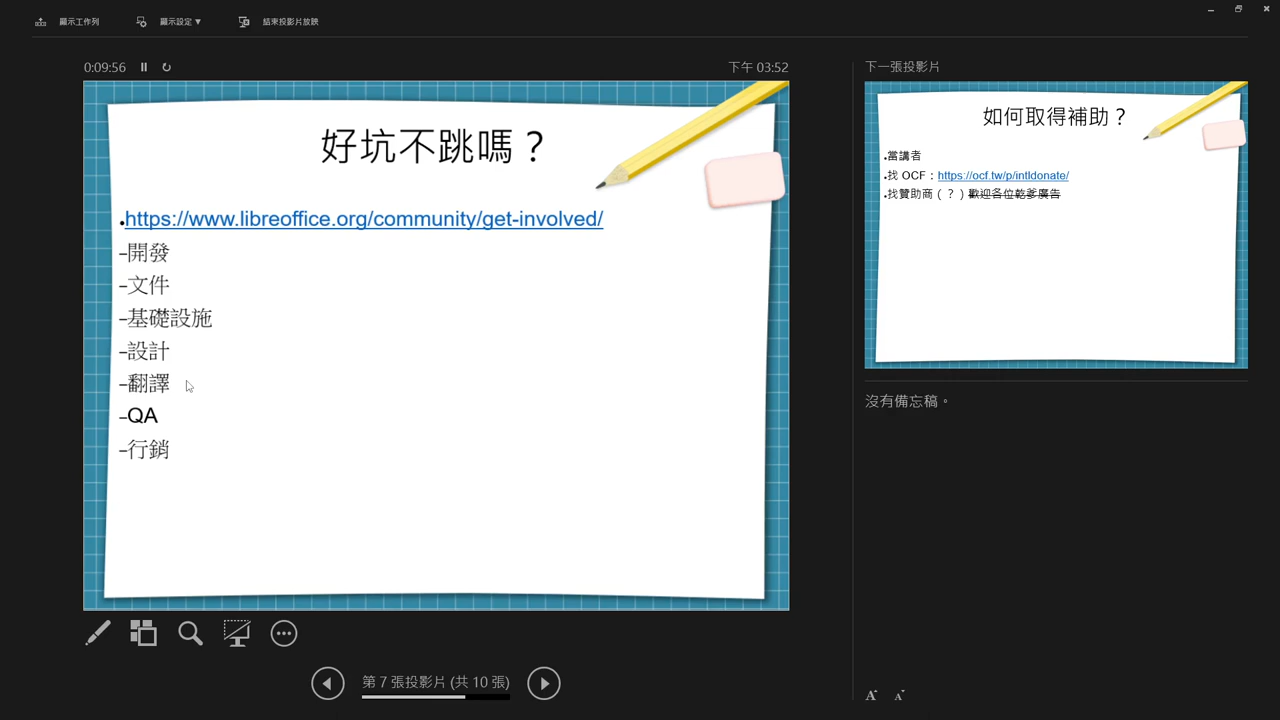 顯示工作列
顯示設定 ▼
結束投影片放映
0:09:56
下午 03:52
好坑不跳嗎？
•https://www.libreoffice.org/community/get-involved/
–開發
–文件
–基礎設施
–設計
–翻譯
–QA
–行銷
第 7 張投影片 (共 10 張)
下一張投影片
如何取得補助？
•當講者
•找 OCF：https://ocf.tw/p/intldonate/
•找贊助商（？）歡迎各位乾爹廣告
沒有備忘稿。
A
A